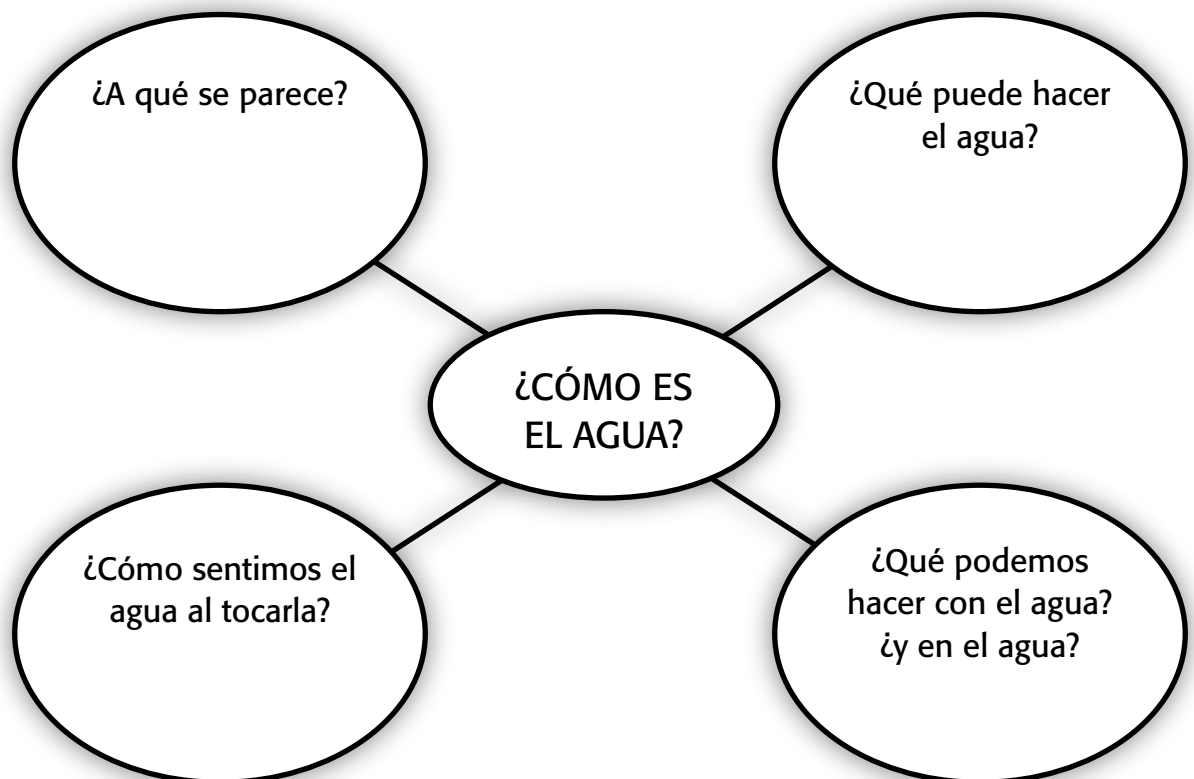 ¿A qué se parece?
¿Qué puede hacer
el agua?
¿CÓMO ES
EL AGUA?
¿Cómo sentimos el
agua al tocarla?
¿Qué podemos
hacer con el agua?
¿y en el agua?